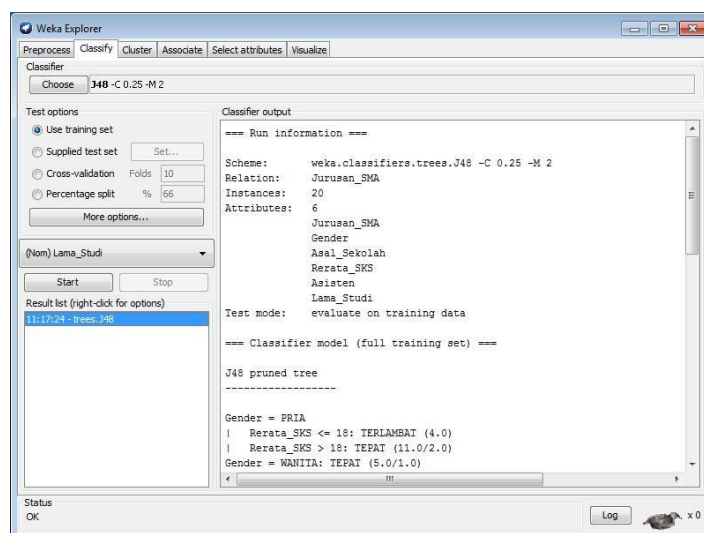 Weka Explorer
Preprocess Classify Cluster Associate Select attributes Visualize
Classifier
Choose J48 -C 0.25 -M 2
Test options
Use training set
Supplied test set Set...
Cross-validation Folds 10
Percentage split % 66
More options...
(Nom) Lama_Studi
Start Stop
Result list (right-click for options)
11:17:24 - trees.J48
Classifier output
=== Run information ===
Scheme: weka.classifiers.trees.J48 -C 0.25 -M 2
Relation: Jurusan_SMA
Instances: 20
Attributes: 6
Jurusan_SMA
Gender
Asal_Sekolah
Rerata_SKS
Asisten
Lama_Studi
Test mode: evaluate on training data
=== Classifier model (full training set) ===
J48 pruned tree
------------------
Gender = PRIA
| Rerata_SKS <= 18: TERLAMBAT (4.0)
| Rerata_SKS > 18: TEPAT (11.0/2.0)
Gender = WANITA: TEPAT (5.0/1.0)
Status
OK
Log
x 0